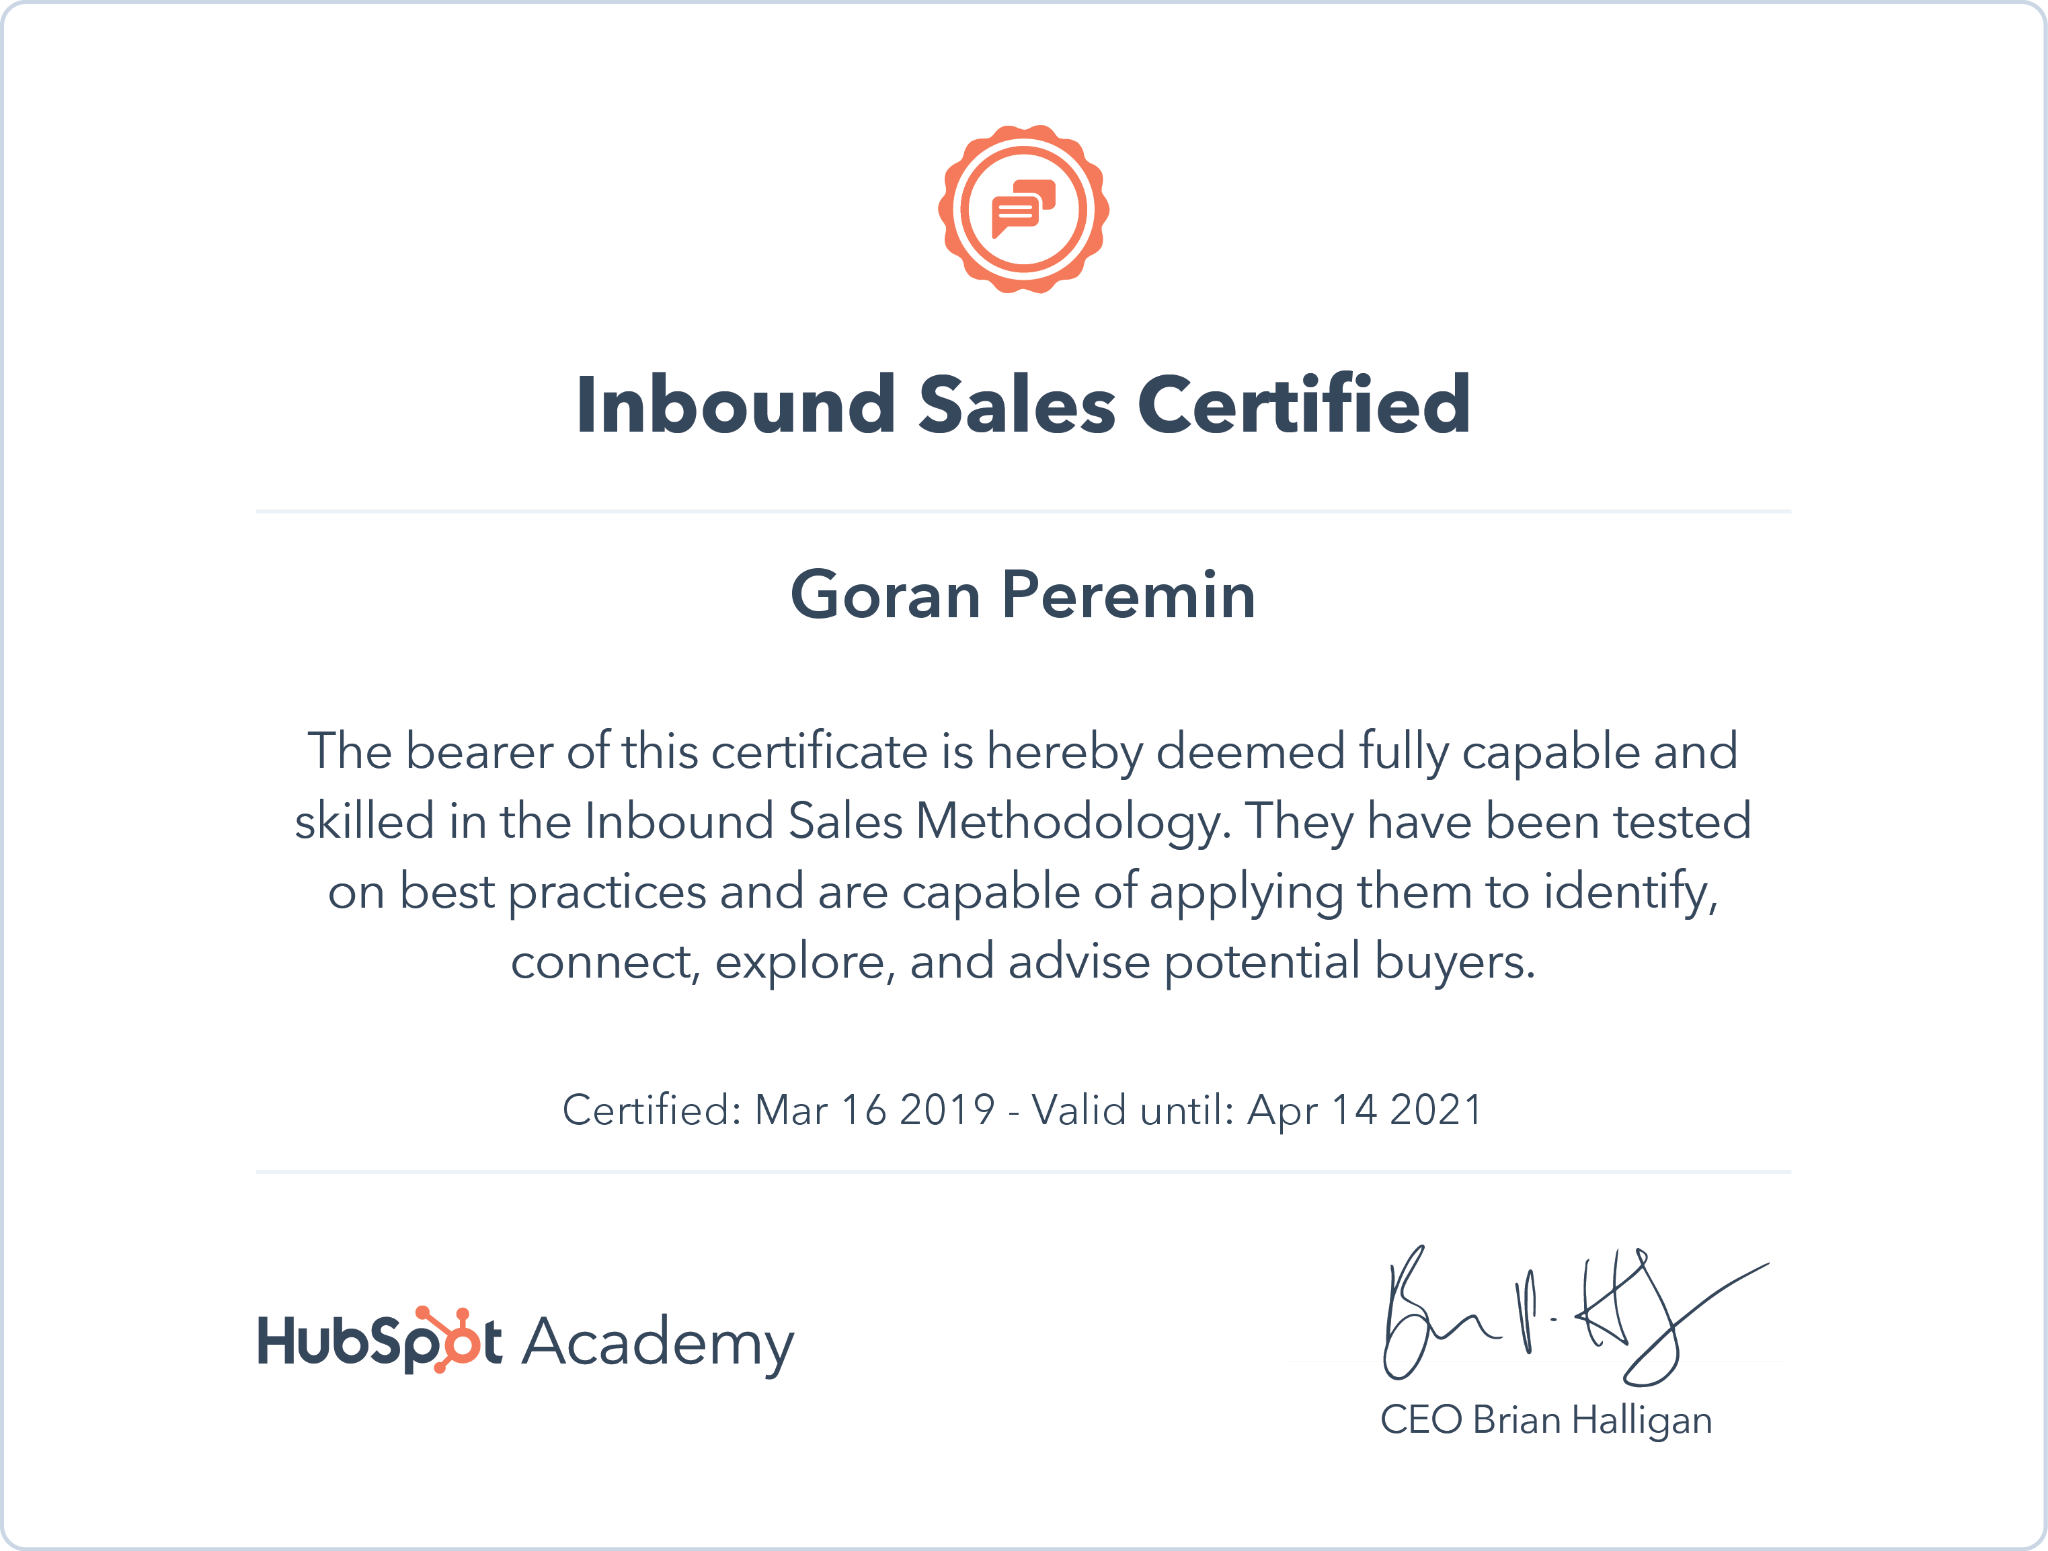 Inbound Sales Certified
Goran Peremin
The bearer of this certificate is hereby deemed fully capable and
skilled in the Inbound Sales Methodology. They have been tested
on best practices and are capable of applying them to identify,
connect, explore, and advise potential buyers.
Certified: Mar 16 2019 - Valid until: Apr 14 2021
HubSpot Academy
CEO Brian Halligan